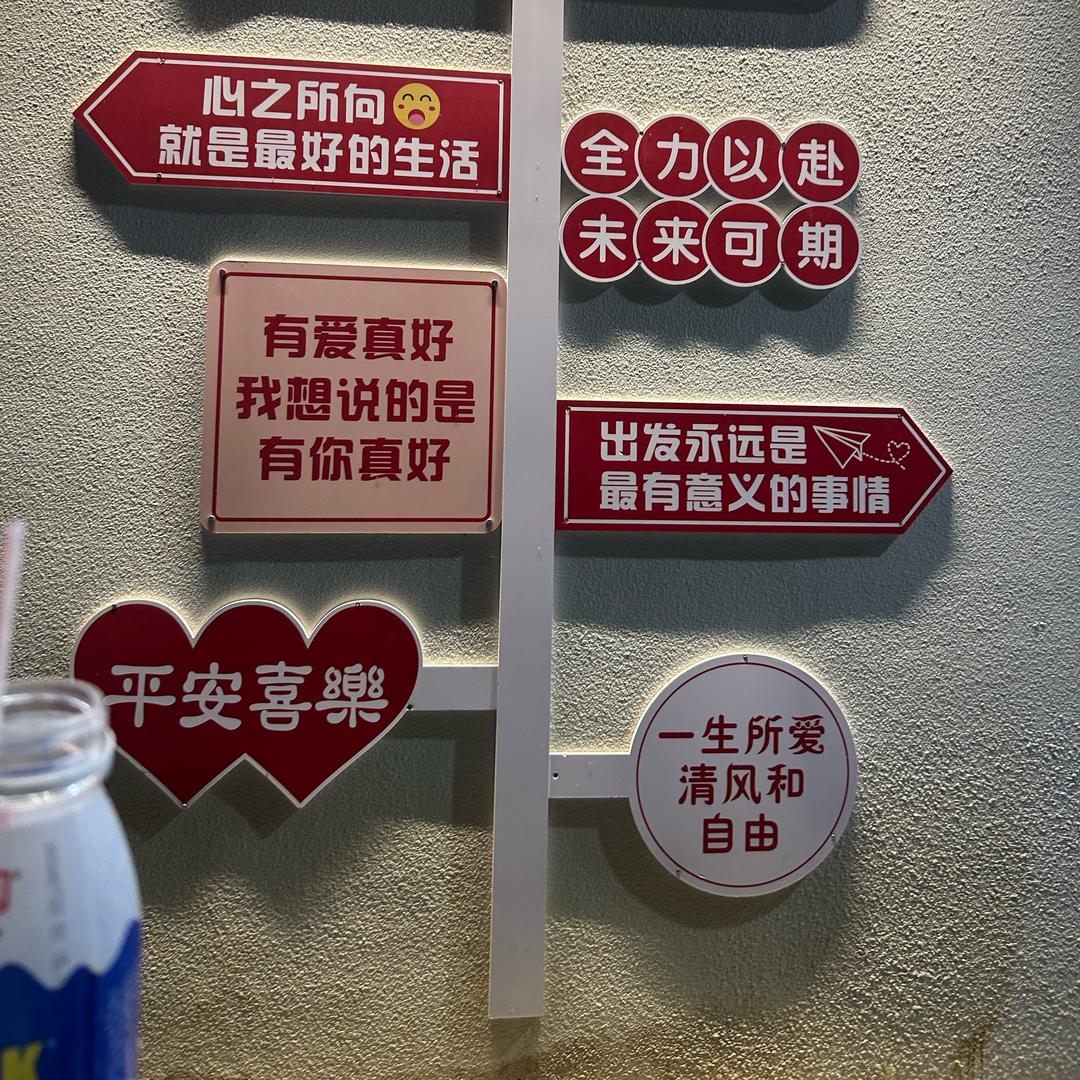 心之所向
就是最好的生活
全力以赴
未来可期
有爱真好
我想说的是
有你真好
出发永远是
最有意义的事情
平安喜樂
一生所爱
清风和
自由